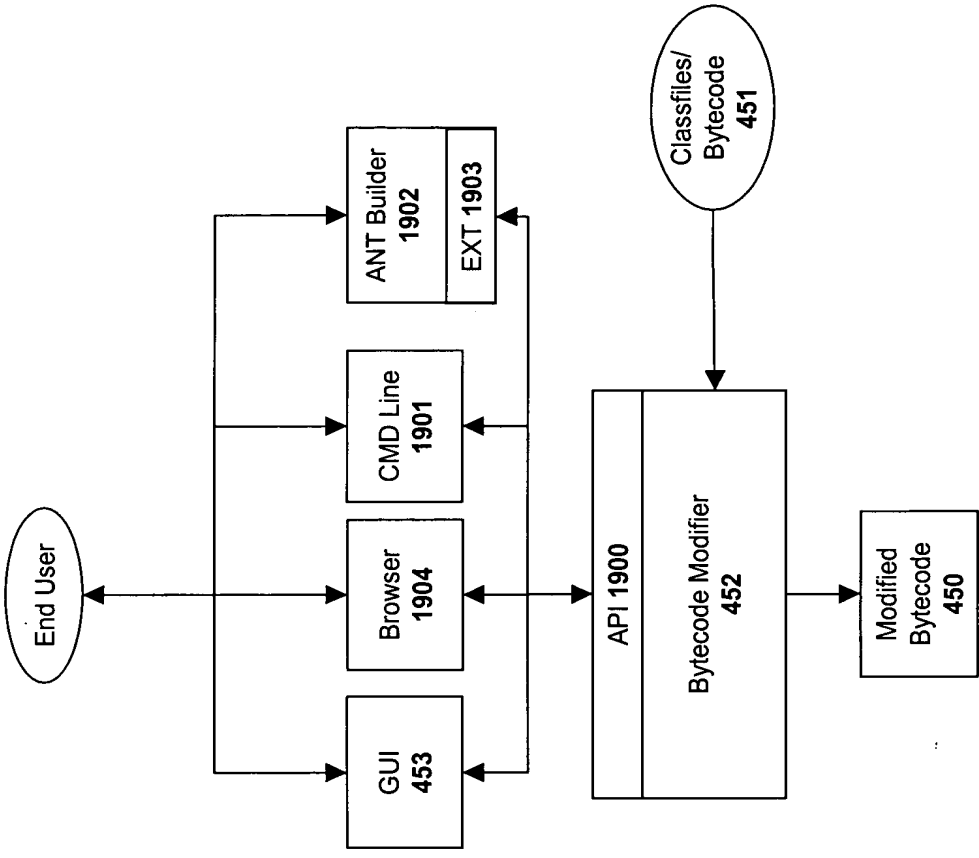 End User
GUI
453
Browser
1904
CMD Line
1901
ANT Builder
1902
EXT 1903
API 1900
Bytecode Modifier
452
Classfiles/
Bytecode
451
Modified
Bytecode
450